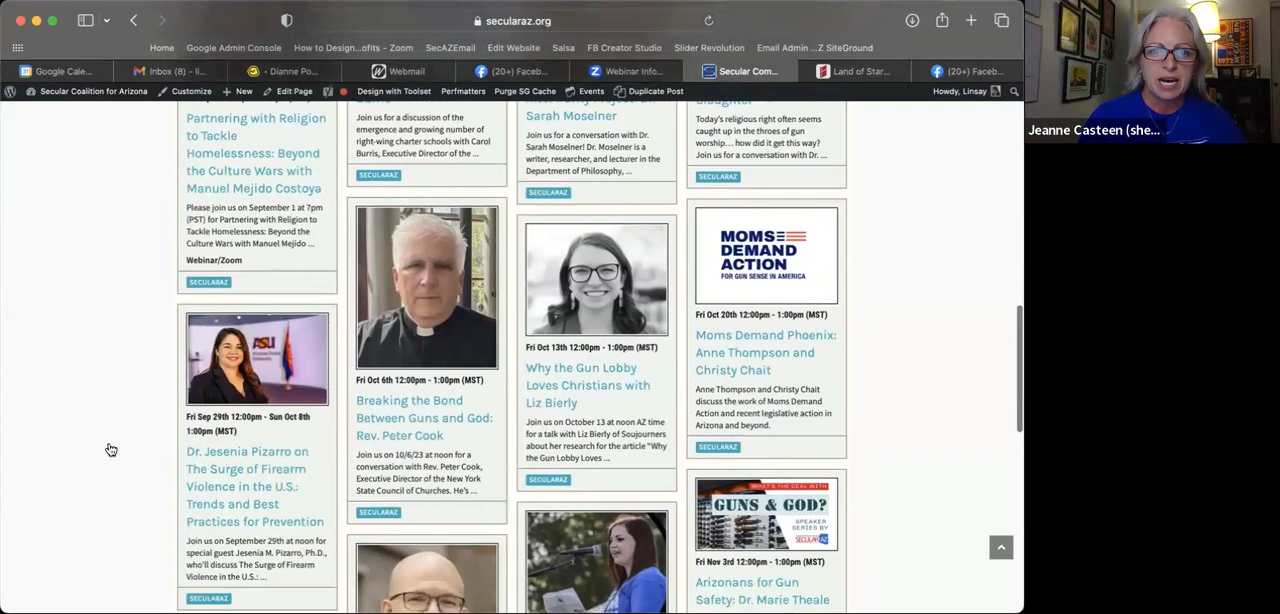 secularaz.org
Home
Google Admin Console
How to Design...ofits – Zoom
SecAZEmail
Edit Website
Salsa
FB Creator Studio
Slider Revolution
Email Admin ...Z SiteGround
Google Cale...
Inbox (8) - li...
• Dianne Po...
Webmail
(20+) Faceb...
Webinar Info...
Secular Com...
Land of Star...
(20+) Faceb...
Secular Coalition for Arizona
Customize
New
Edit Page
Design with Toolset
Perfmatters
Purge SG Cache
Events
Duplicate Post
Howdy, Linsay
Jeanne Casteen (she...
Partnering with Religion
to Tackle
Homelessness: Beyond
the Culture Wars with
Manuel Mejido Costoya
Please join us on September 1 at 7pm
(PST) for Partnering with Religion to
Tackle Homelessness: Beyond the
Culture Wars with Manuel Mejido ...
Webinar/Zoom
SECULARAZ
ASU
Fri Sep 29th 12:00pm - Sun Oct 8th
1:00pm (MST)
Dr. Jesenia Pizarro on
The Surge of Firearm
Violence in the U.S.:
Trends and Best
Practices for Prevention
Join us on September 29th at noon for
special guest Jesenia M. Pizarro, Ph.D.,
who'll discuss The Surge of Firearm
Violence in the U.S.: ...
SECULARAZ
Join us for a discussion of the
emergence and growing number of
right-wing charter schools with Carol
Burris, Executive Director of the ...
SECULARAZ
Fri Oct 6th 12:00pm - 1:00pm (MST)
Breaking the Bond
Between Guns and God:
Rev. Peter Cook
Join us on 10/6/23 at noon for a
conversation with Rev. Peter Cook,
Executive Director of the New York
State Council of Churches. He's ...
SECULARAZ
Sarah Moselner
Join us for a conversation with Dr.
Sarah Moselner! Dr. Moselner is a
writer, researcher, and lecturer in the
Department of Philosophy, ...
SECULARAZ
Fri Oct 13th 12:00pm - 1:00pm (MST)
Why the Gun Lobby
Loves Christians with
Liz Bierly
Join us on October 13 at noon AZ time
for a talk with Liz Bierly of Soujourners
about her research for the article "Why
the Gun Lobby Loves ...
SECULARAZ
Slaughter
Today's religious right often seems
caught up in the throes of gun
worship... how did it get this way?
Join us for a conversation with Dr. ...
SECULARAZ
MOMS
DEMAND
ACTION
FOR GUN SENSE IN AMERICA
Fri Oct 20th 12:00pm - 1:00pm (MST)
Moms Demand Phoenix:
Anne Thompson and
Christy Chait
Anne Thompson and Christy Chait
discuss the work of Moms Demand
Action and recent legislative action in
Arizona and beyond.
SECULARAZ
WHAT'S THE DEAL WITH
GUNS & GOD?
SPEAKER
SERIES BY
SECULARAZ
Fri Nov 3rd 12:00pm - 1:00pm (MST)
Arizonans for Gun
Safety: Dr. Marie Theale